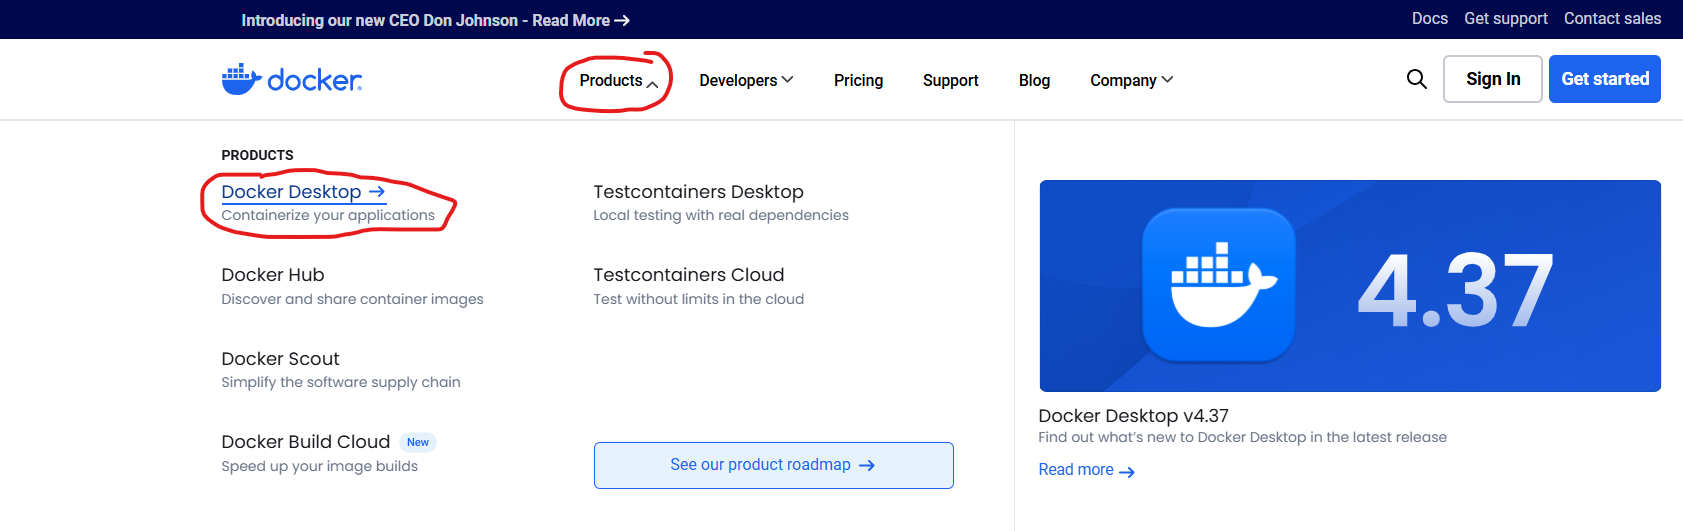 Introducing our new CEO Don Johnson - Read More →
Docs Get support Contact sales
docker
Products Developers Pricing Support Blog Company
Sign In Get started
PRODUCTS
Docker Desktop →
Containerize your applications
Testcontainers Desktop
Local testing with real dependencies
Docker Hub
Discover and share container images
Testcontainers Cloud
Test without limits in the cloud
Docker Scout
Simplify the software supply chain
Docker Build Cloud New
Speed up your image builds
See our product roadmap →
4.37
Docker Desktop v4.37
Find out what’s new to Docker Desktop in the latest release
Read more →